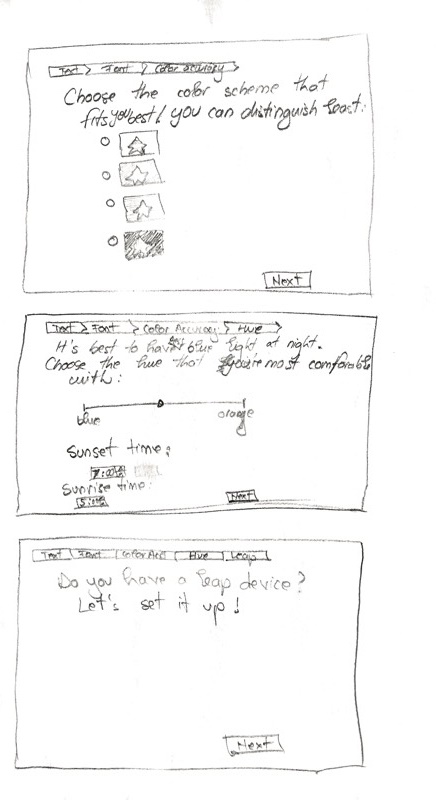 Text > Font > Color accuracy
Choose the color scheme that
fits you best / you can distinguish least:
Next
Text > Font > Color Accuracy > Hue
It's best to have blue light at night.
Choose the hue that you're most comforable
with:
blue orange
Sunset time:
7:00
Sunrise time:
5:00
Next
Text Font Color Acc Hue Leap
Do you have a leap device?
Let's set it up!
Next